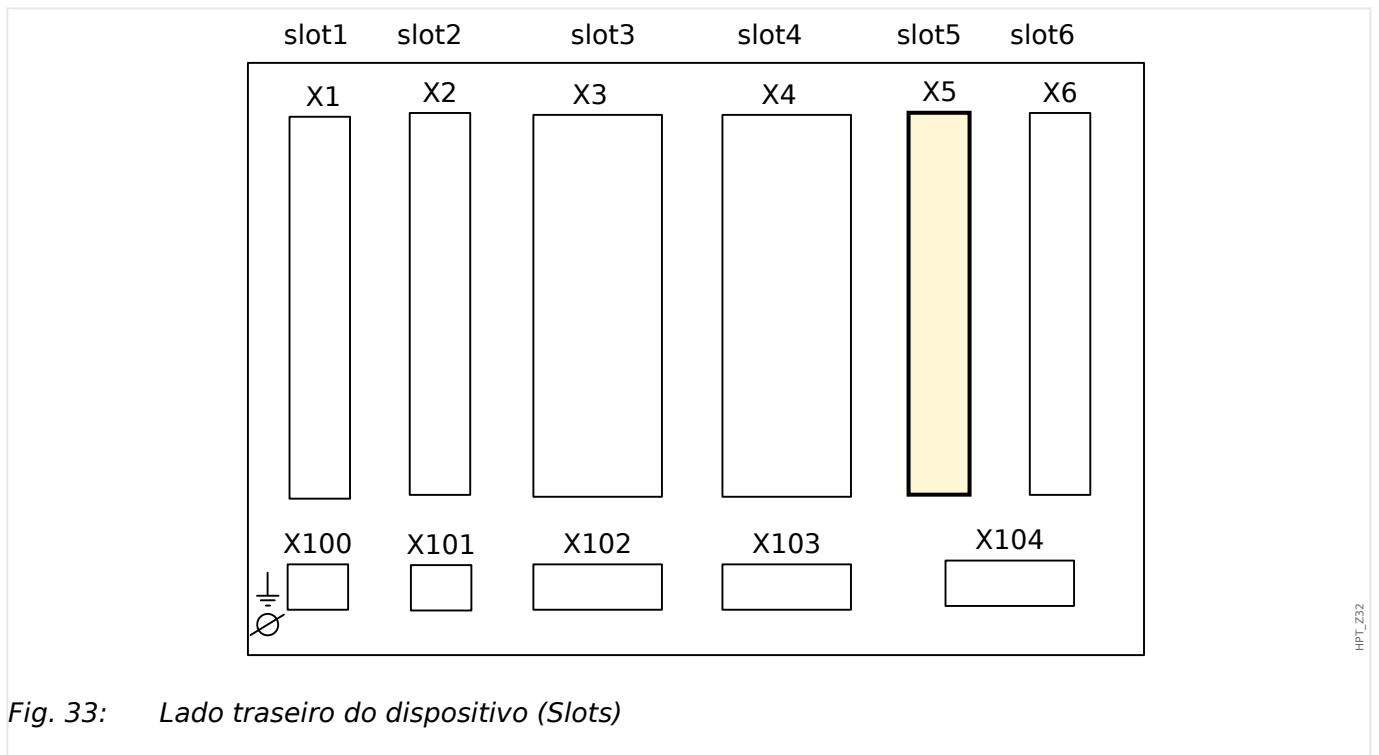 slot1 slot2 slot3 slot4 slot5 slot6
X1 X2 X3 X4 X5 X6
X100 X101 X102 X103 X104
HPT_Z32
Fig. 33: Lado traseiro do dispositivo (Slots)